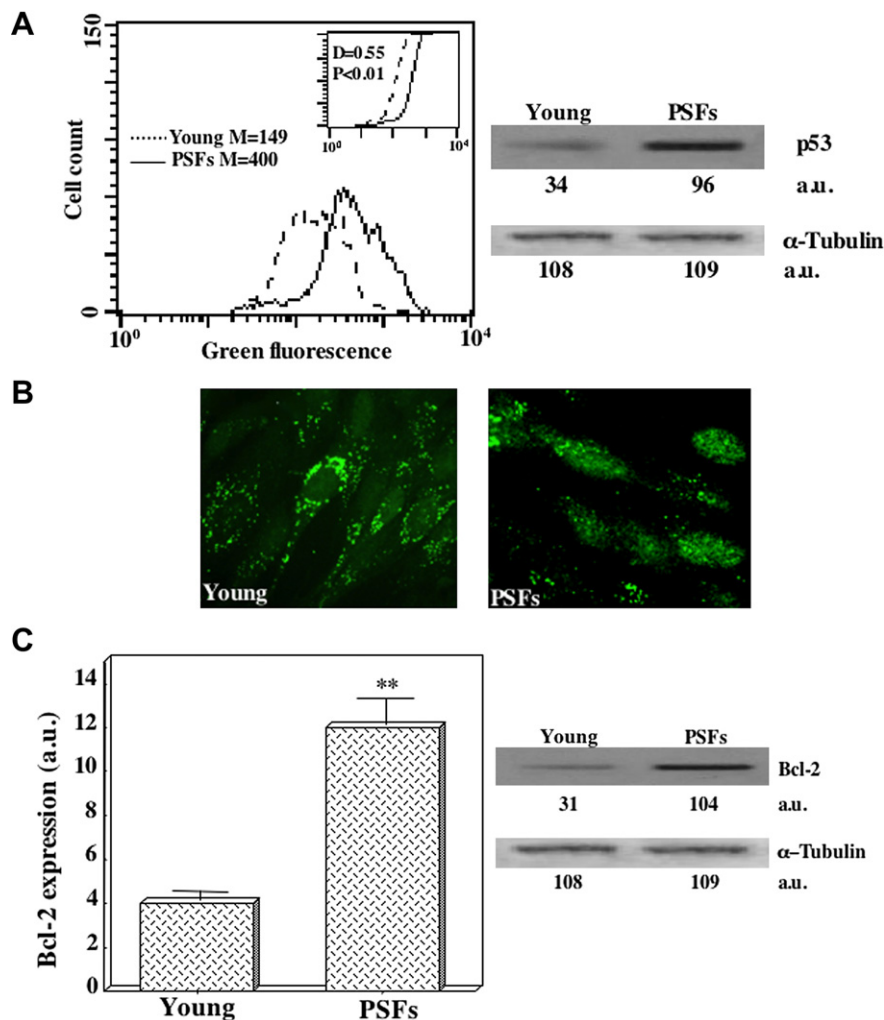 A
150
Cell count
0
Young M=149
PSFs M=400
D=0.55
P<0.01
10⁰
10⁴
10⁰
10⁴
Green fluorescence
Young PSFs
p53
34 96 a.u.
α-Tubulin
108 109 a.u.
B
Young
PSFs
C
Bcl-2 expression (a.u.)
14
12
10
8
6
4
2
0
**
Young PSFs
Young PSFs
Bcl-2
31 104 a.u.
α–Tubulin
108 109 a.u.